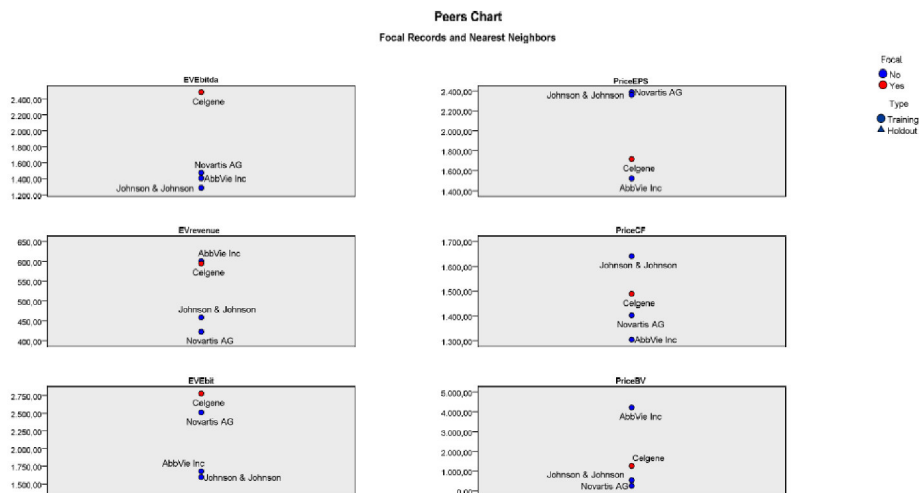 Peers Chart
Focal Records and Nearest Neighbors
Focal
No
Yes
Type
Training
Holdout
EVEbitda
2.400,00
2.200,00
2.000,00
1.800,00
1.600,00
1.400,00
1.200,00
Celgene
Novartis AG
AbbVie Inc
Johnson & Johnson
PriceEPS
2.400,00
2.200,00
2.000,00
1.800,00
1.600,00
1.400,00
Johnson & Johnson
Novartis AG
Celgene
AbbVie Inc
EVrevenue
650,00
600,00
550,00
500,00
450,00
400,00
AbbVie Inc
Celgene
Johnson & Johnson
Novartis AG
PriceCF
1.700,00
1.600,00
1.500,00
1.400,00
1.300,00
Johnson & Johnson
Celgene
Novartis AG
AbbVie Inc
EVEbit
2.750,00
2.500,00
2.250,00
2.000,00
1.750,00
1.500,00
Celgene
Novartis AG
AbbVie Inc
Johnson & Johnson
PriceBV
5.000,00
4.000,00
3.000,00
2.000,00
1.000,00
0,00
AbbVie Inc
Celgene
Johnson & Johnson
Novartis AG